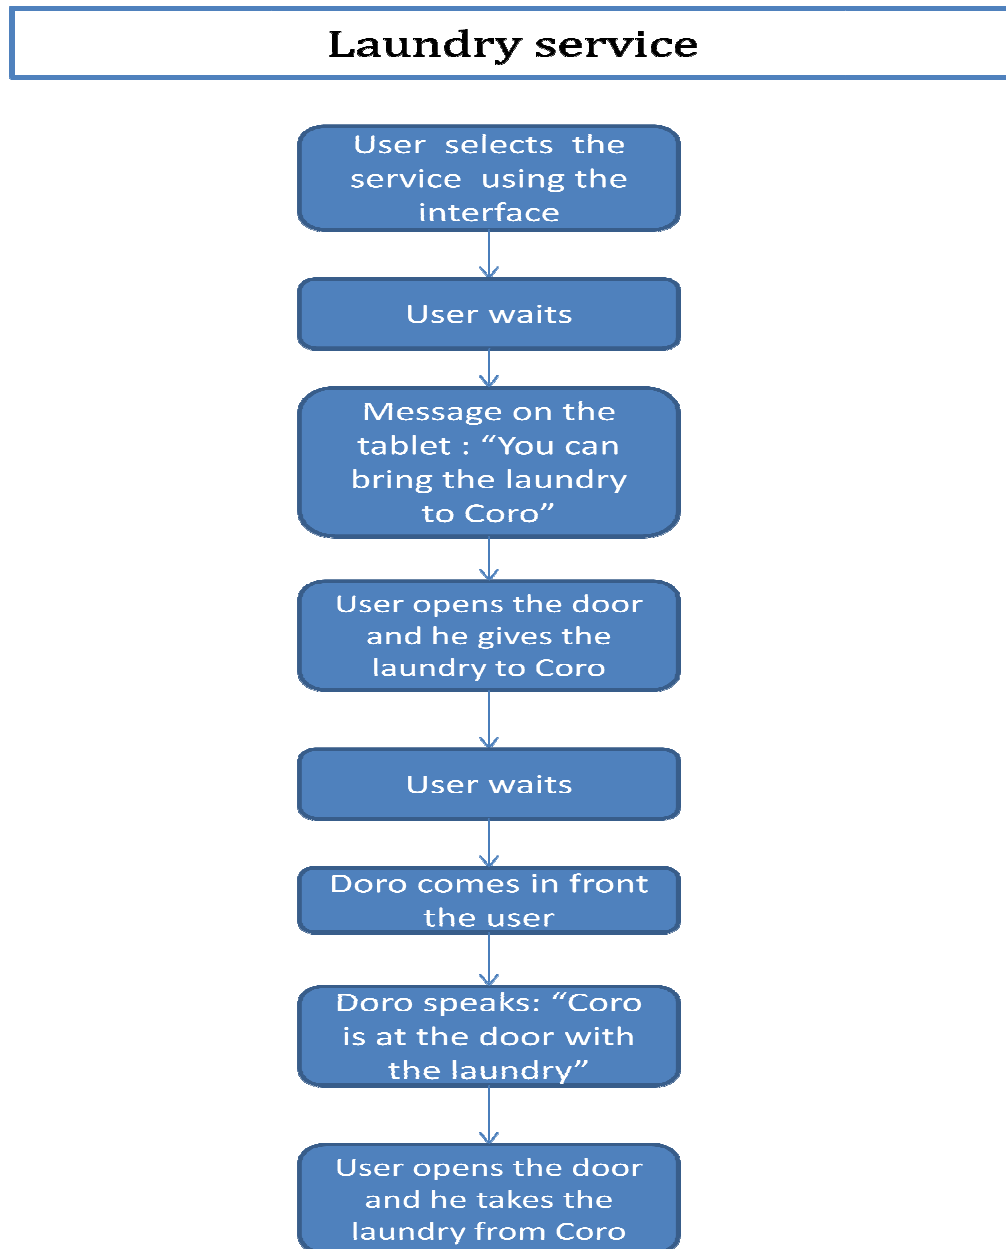 Laundry service
User selects the
service using the
interface
User waits
Message on the
tablet : “You can
bring the laundry
to Coro”
User opens the door
and he gives the
laundry to Coro
User waits
Doro comes in front
the user
Doro speaks: “Coro
is at the door with
the laundry”
User opens the door
and he takes the
laundry from Coro